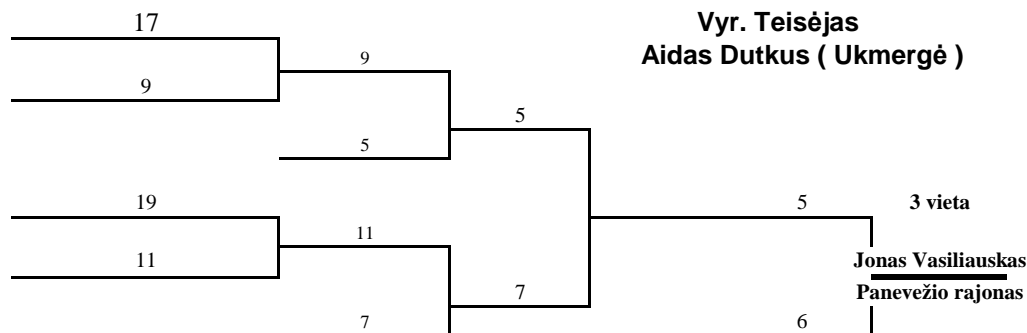 17
Vyr. Teisėjas
Aidas Dutkus ( Ukmergė )
9
9
5
5
19
5
3 vieta
11
11
Jonas Vasiliauskas
7
Panevežio rajonas
7
6